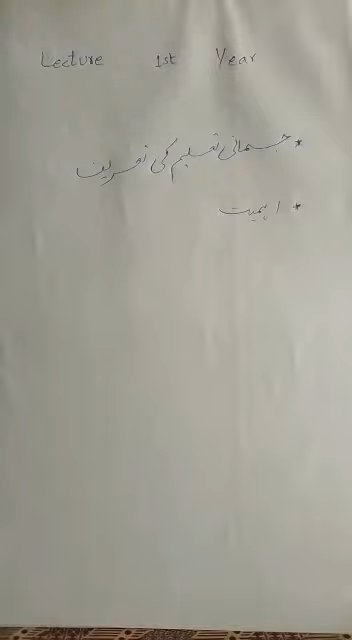 Lecture 1st Year
* جسمانی تعلیم کی تعریف
* اہمیت